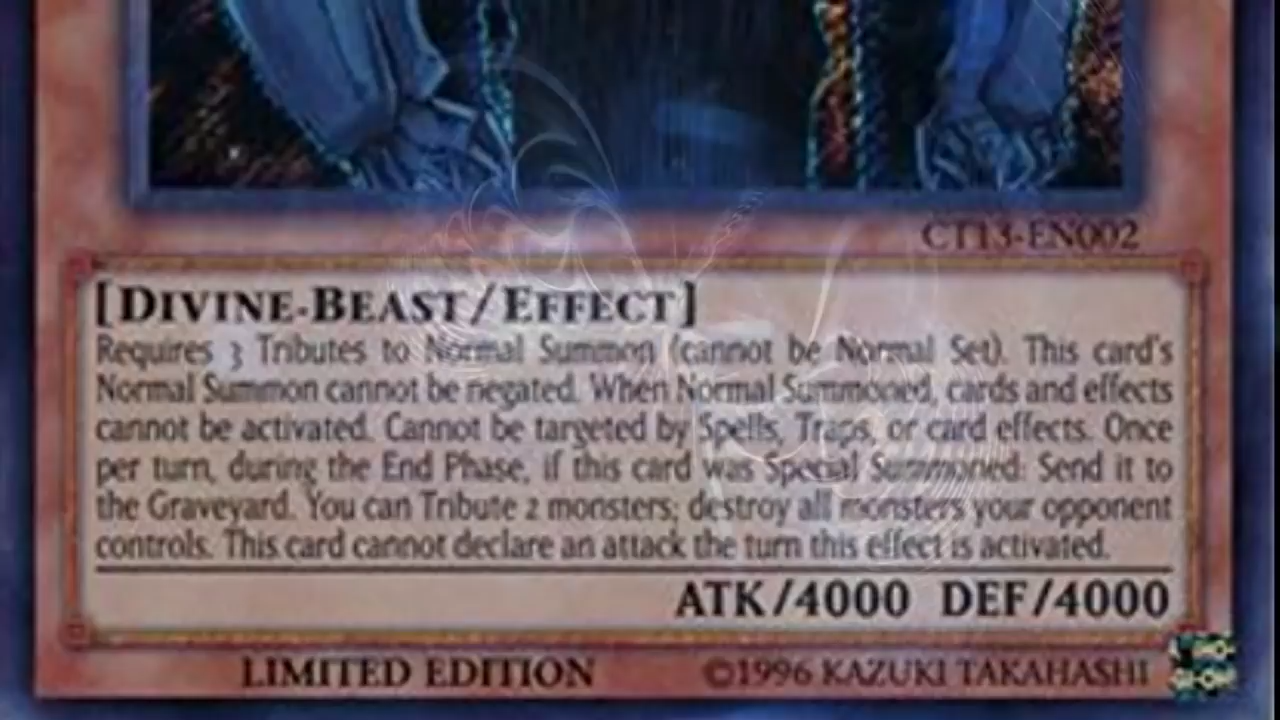 CT13-EN002
[DIVINE-BEAST/EFFECT]
Requires 3 Tributes to Normal Summon (cannot be Normal Set). This card's
Normal Summon cannot be negated. When Normal Summoned, cards and effects
cannot be activated. Cannot be targeted by Spells, Traps, or card effects. Once
per turn, during the End Phase, if this card was Special Summoned: Send it to
the Graveyard. You can Tribute 2 monsters; destroy all monsters your opponent
controls. This card cannot declare an attack the turn this effect is activated.
ATK/4000 DEF/4000
LIMITED EDITION ©1996 KAZUKI TAKAHASHI